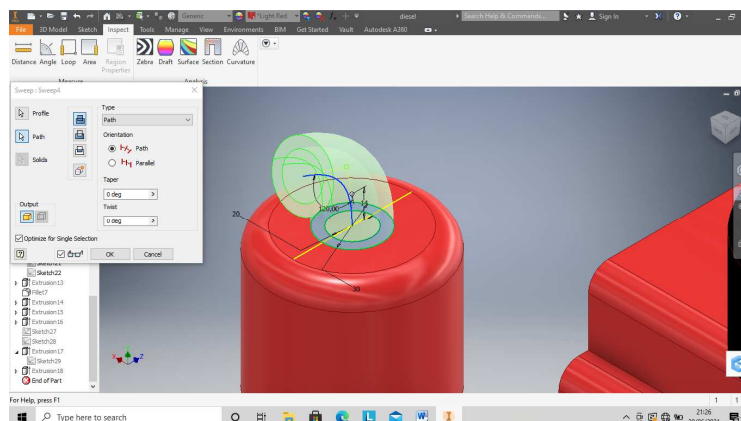 Generic
*Light Red
diesel
Search Help & Commands...
Sign In
File 3D Model Sketch Inspect Tools Manage View Environments BIM Get Started Vault Autodesk A360
Distance Angle Loop Area Region Properties Zebra Draft Surface Section Curvature
Measure Analysis
Sweep : Sweep4
Profile
Path
Solids
Output
Optimize for Single Selection
Type
Path
Orientation
Path
Parallel
Taper
0 deg
Twist
0 deg
OK Cancel
Sketch22
Extrusion13
Fillet7
Extrusion14
Extrusion15
Extrusion16
Sketch27
Sketch28
Extrusion17
Sketch29
Extrusion18
End of Part
20
120,00
14
30
X
Z
For Help, press F1
1 1
Type here to search
21:26